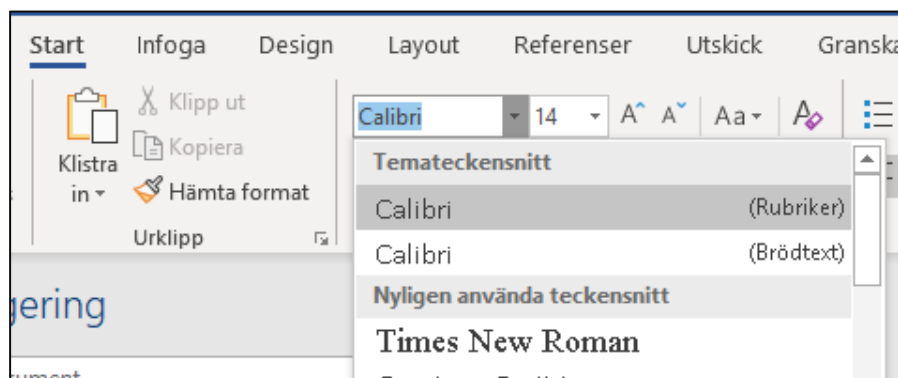 Start Infoga Design Layout Referenser Utskick Granska
Klipp ut
Kopiera
Hämta format
Klistra
in
Urklipp
Calibri 14 A A Aa A
Temateckensnitt
Calibri (Rubriker)
Calibri (Brödtext)
Nyligen använda teckensnitt
Times New Roman
gering